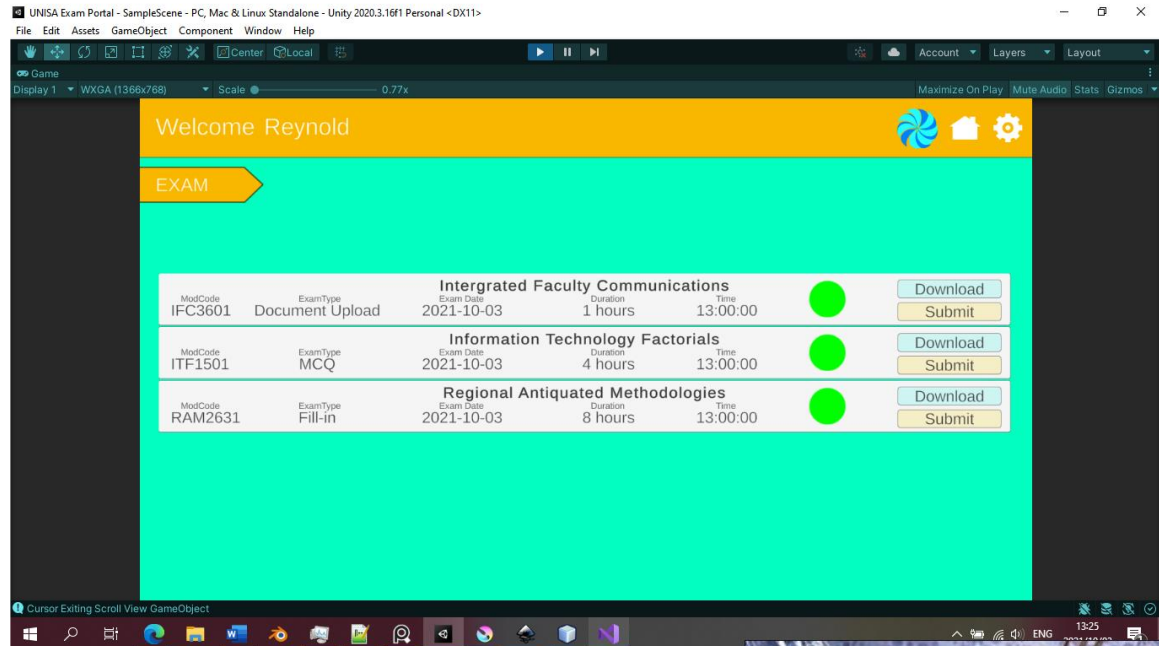 UNISA Exam Portal - SampleScene - PC, Mac & Linux Standalone - Unity 2020.3.16f1 Personal <DX11>
File Edit Assets GameObject Component Window Help
Center Local Account Layers Layout
Game
Display 1 WXGA (1366x768) Scale 0.77x Maximize On Play Mute Audio Stats Gizmos
Welcome Reynold
EXAM
Intergrated Faculty Communications
ModCode ExamType Exam Date Duration Time
IFC3601 Document Upload 2021-10-03 1 hours 13:00:00
Download
Submit
Information Technology Factorials
ModCode ExamType Exam Date Duration Time
ITF1501 MCQ 2021-10-03 4 hours 13:00:00
Download
Submit
Regional Antiquated Methodologies
ModCode ExamType Exam Date Duration Time
RAM2631 Fill-in 2021-10-03 8 hours 13:00:00
Download
Submit
Cursor Exiting Scroll View GameObject
ENG 13:25